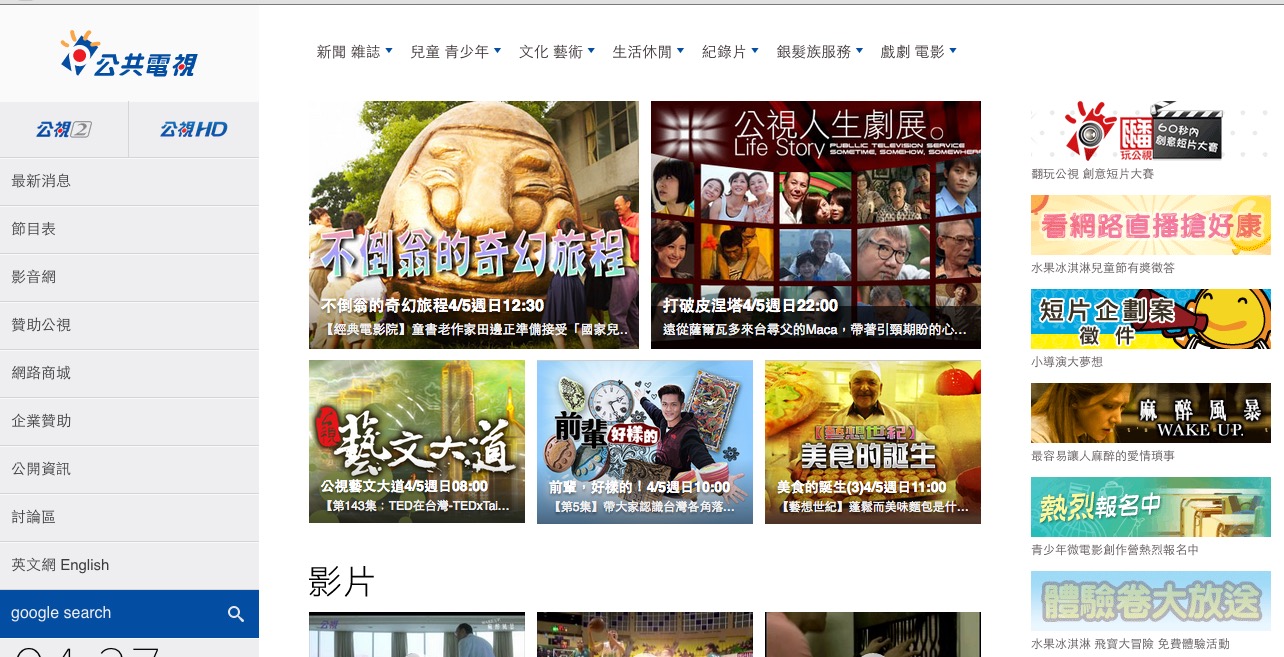 公共電視
新聞 雜誌 兒童 青少年 文化 藝術 生活休閒 紀錄片 銀髮族服務 戲劇 電影
公視2 公視HD
最新消息
節目表
影音網
贊助公視
網路商城
企業贊助
公開資訊
討論區
英文網 English
google search
不倒翁的奇幻旅程
不倒翁的奇幻旅程4/5週日12:30
【經典電影院】童書老作家田邊正準備接受「國家兒...
公視人生劇展。
Life Story PUBLLIC TELEVISION SERVICE
SOMETIME, SOMEHOW, SOMEWHERE
打破皮涅塔4/5週日22:00
遠從薩爾瓦多來台尋父的Maca，帶著引頸期盼的心...
公視
藝文大道
公視藝文大道4/5週日08:00
【第143集：TED在台灣-TEDxTai...
前輩 好樣的
前輩，好樣的！4/5週日10:00
【第5集】帶大家認識台灣各角落...
【藝想世紀】
美食的誕生
美食的誕生(3)4/5週日11:00
【藝想世紀】蓬鬆而美味麵包是什...
影片
公視
玩公視
60秒內
創意短片大賽
翻玩公視 創意短片大賽
看網路直播搶好康
水果冰淇淋兒童節有獎徵答
短片企劃案
徵 件
小導演大夢想
麻醉風暴
WAKE UP.
最容易讓人麻醉的愛情瑣事
熱烈報名中
青少年微電影創作營熱烈報名中
體驗卷大放送
水果冰淇淋 飛寶大冒險 免費體驗活動